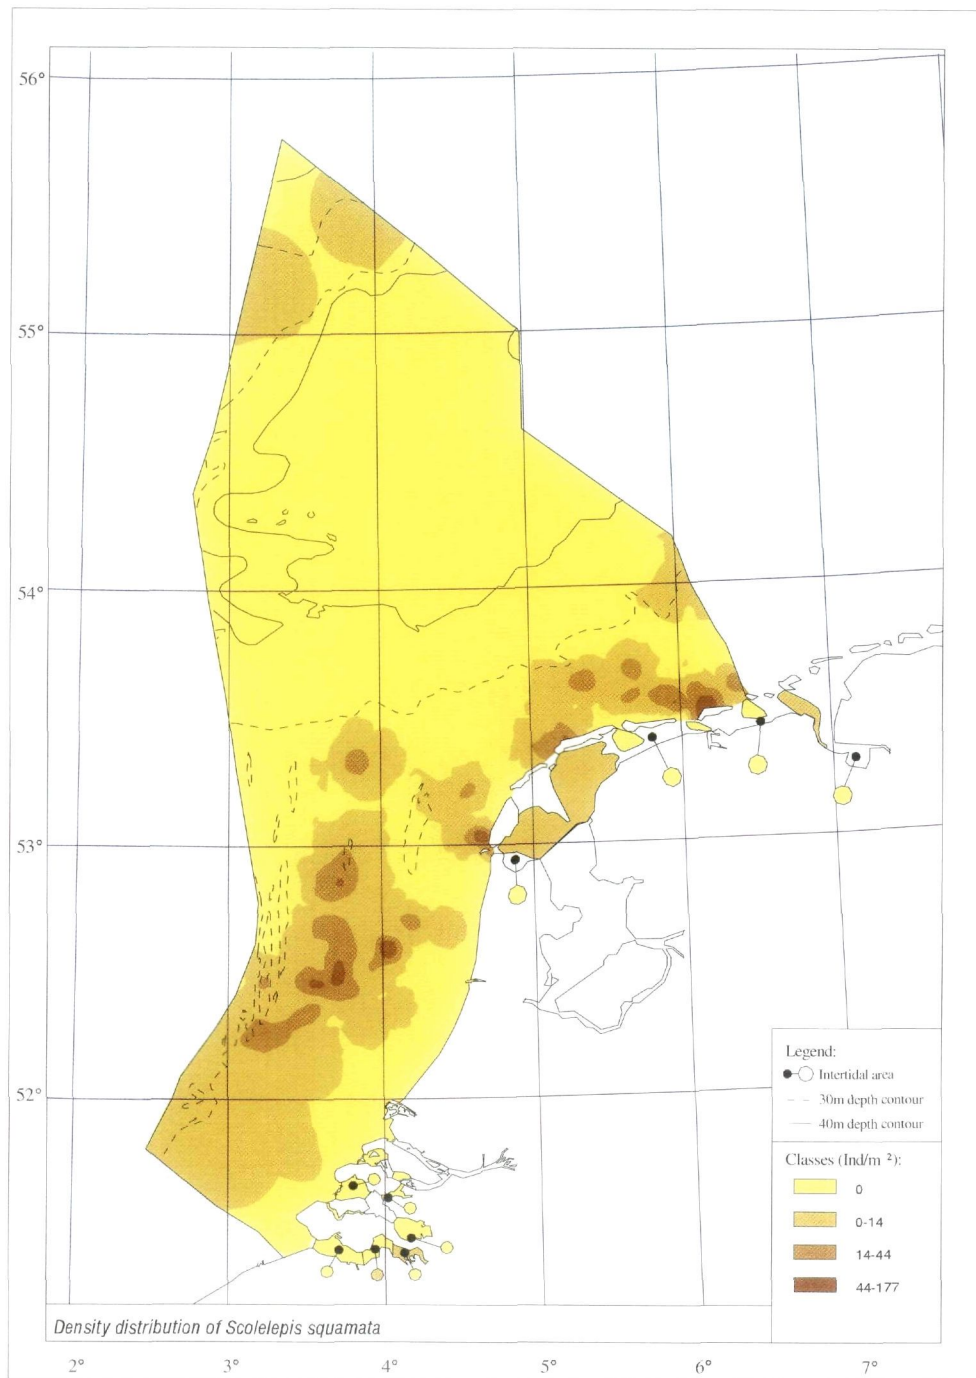 56°
55°
54°
53°
52°
Legend:
Intertidal area
30m depth contour
40m depth contour
Classes (Ind/m ²):
0
0-14
14-44
44-177
Density distribution of Scolelepis squamata
2° 3° 4° 5° 6° 7°